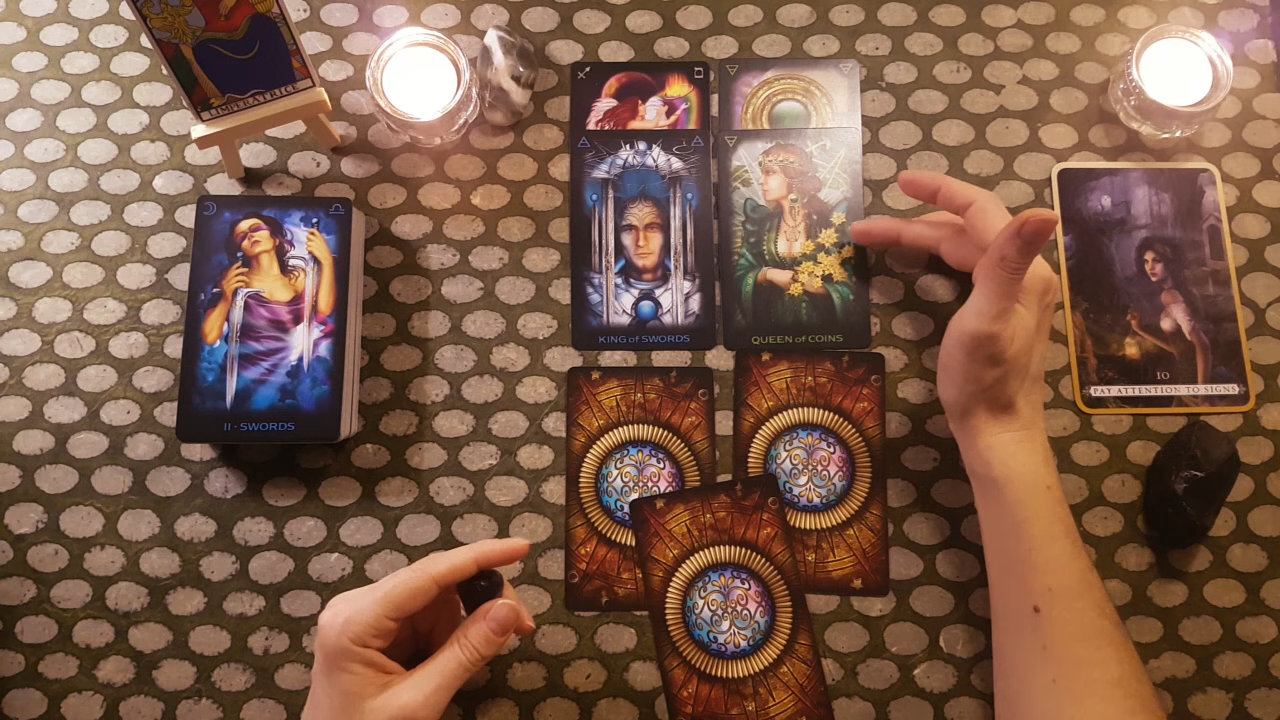 L'IMPERATRICE
KING of SWORDS
QUEEN of COINS
II • SWORDS
10
PAY ATTENTION TO SIGNS